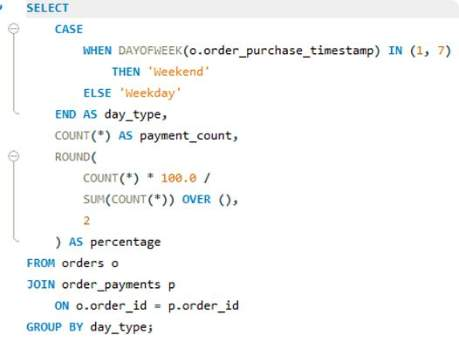 SELECT
CASE
WHEN DAYOFWEEK(o.order_purchase_timestamp) IN (1, 7)
THEN 'Weekend'
ELSE 'Weekday'
END AS day_type,
COUNT(*) AS payment_count,
ROUND(
COUNT(*) * 100.0 /
SUM(COUNT(*)) OVER (),
2
) AS percentage
FROM orders o
JOIN order_payments p
ON o.order_id = p.order_id
GROUP BY day_type;